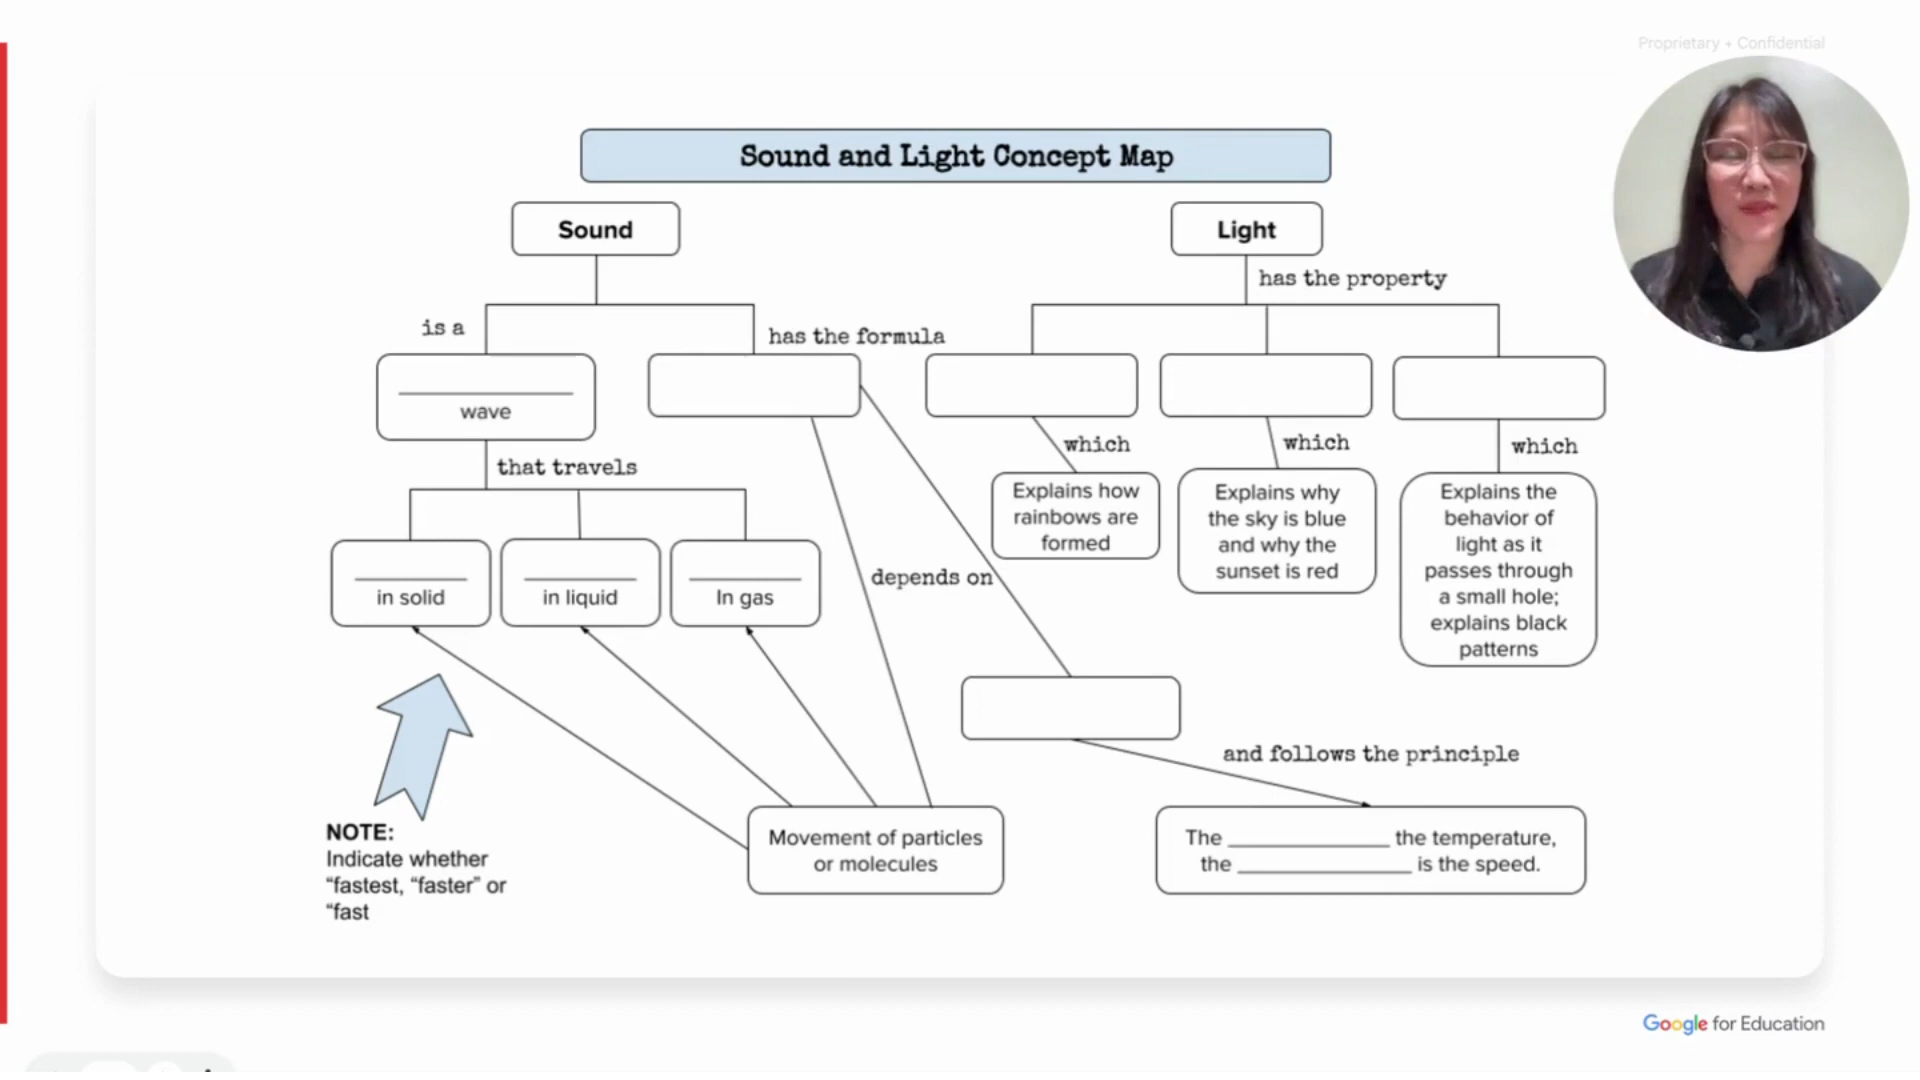 Proprietary + Confidential
Sound and Light Concept Map
Sound
Light
has the property
is a
has the formula
wave
that travels
in solid
in liquid
In gas
depends on
which
which
which
Explains how
rainbows are
formed
Explains why
the sky is blue
and why the
sunset is red
Explains the
behavior of
light as it
passes through
a small hole;
explains black
patterns
and follows the principle
Movement of particles
or molecules
The ______________ the temperature,
the _______________ is the speed.
NOTE:
Indicate whether
“fastest, “faster” or
“fast
Google for Education